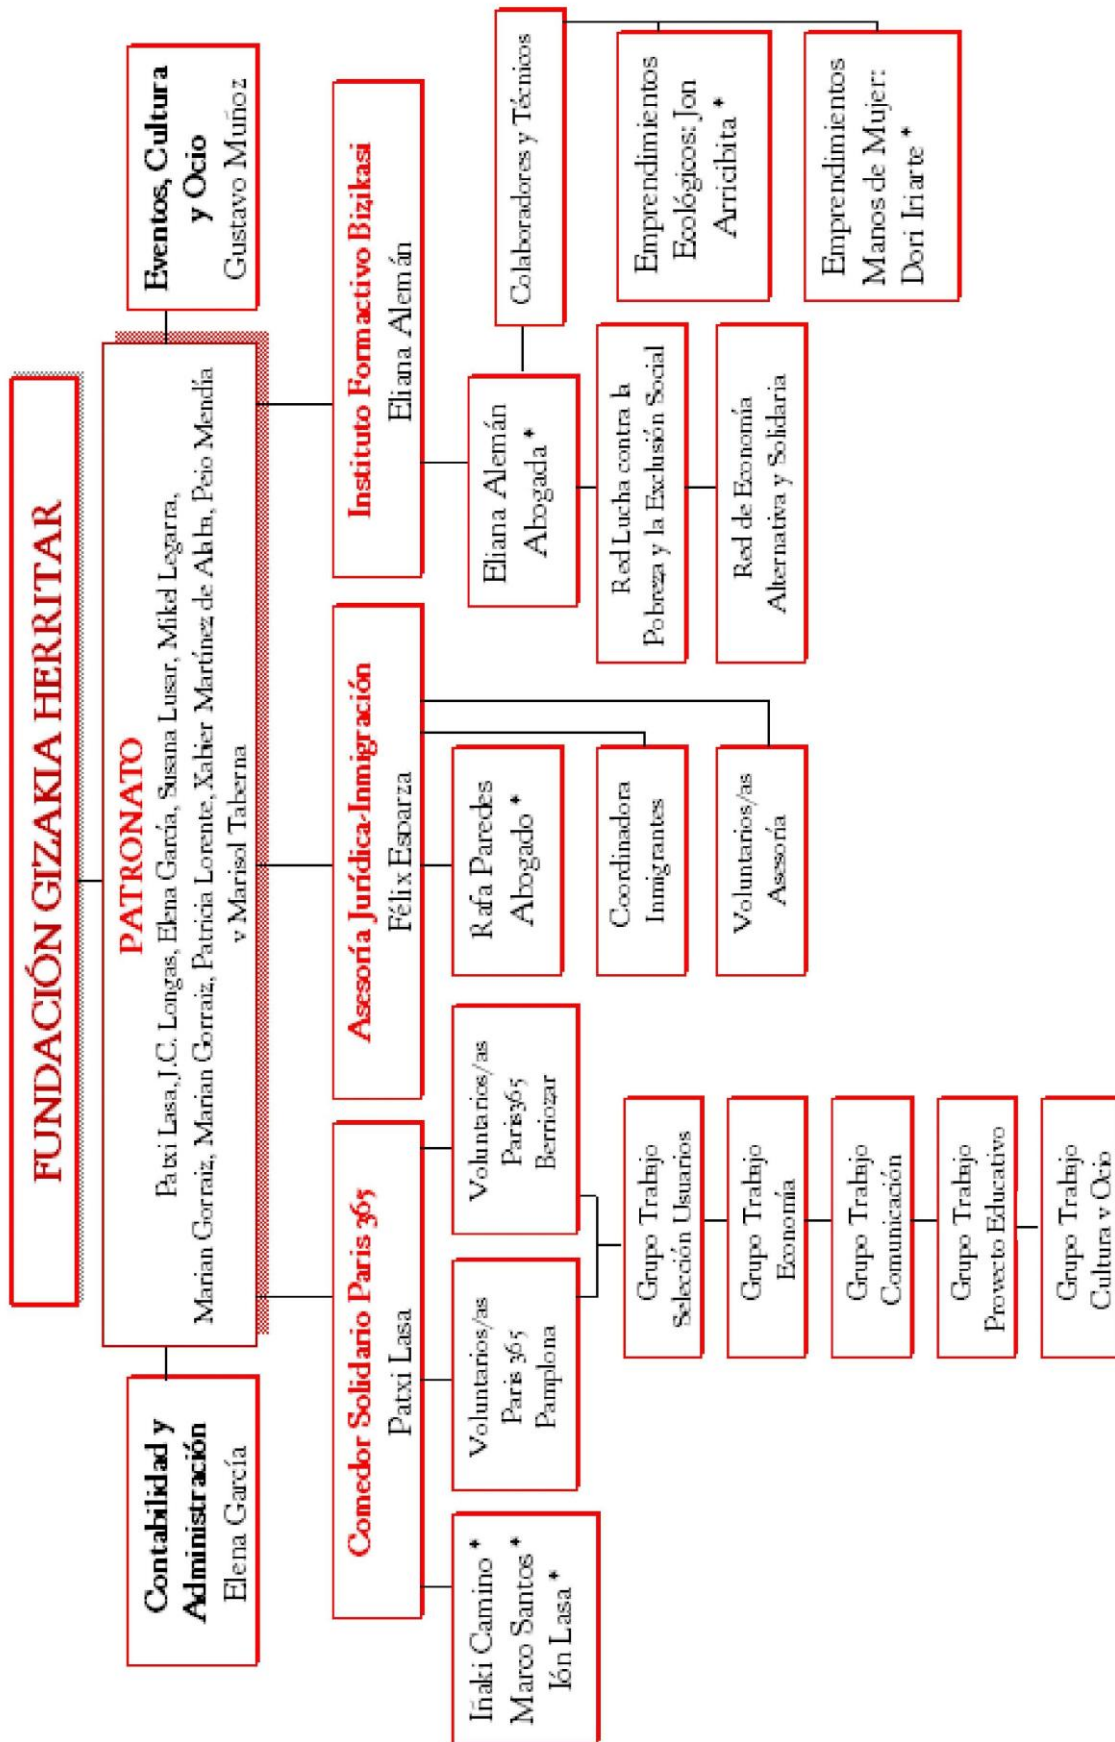 FUNDACIÓN GIZAKIA HERRITAR
PATRONATO
Patxi Lasa, J.C. Longas, Elena García, Susana Lusar, Mikel Legarra,
Marian Gorraiz, Marian Gorraiz, Patricia Lorente, Xabier Martínez de Alaba, Peio Mendía
y Marisol Taberna
Contabilidad y
Administración
Elena García
Eventos, Cultura
y Ocio
Gustavo Muñoz
Comedor Solidario Paris 365
Patxi Lasa
Iñaki Camino *
Marco Santos *
Ión Lasa *
Voluntarios/as
Paris 365
Pamplona
Voluntarios/as
Paris365
Berriozar
Grupo Trabajo
Selección Usuarios
Grupo Trabajo
Economía
Grupo Trabajo
Comunicación
Grupo Trabajo
Proyecto Educativo
Grupo Trabajo
Cultura y Ocio
Asesoría Jurídica-Inmigración
Félix Esparza
Rafa Paredes
Abogado *
Coordinadora
Inmigrantes
Voluntarios/as
Asesoría
Instituto Formactivo Bizikasi
Eliana Alemán
Eliana Alemán
Abogada *
Red Lucha contra la
Pobreza y la Exclusión Social
Red de Economía
Alternativa y Solidaria
Colaboradores y Técnicos
Emprendimientos
Ecológicos: Jon
Arricibita *
Emprendimientos
Manos de Mujer:
Dori Iriarte *